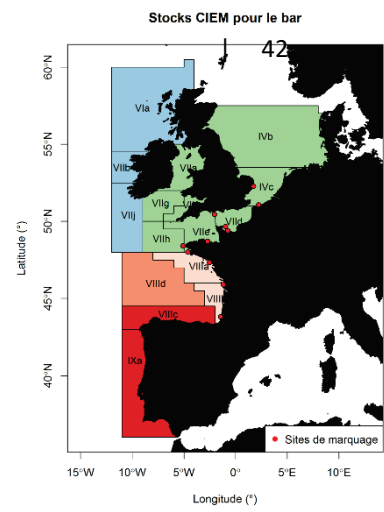 Stocks CIEM pour le bar
42
60°N
VIa
IVb
55°N
VIIb
VIIa
IVc
VIIg
VIIj
50°N
VIId
VIIe
VIIh
VIIIa
VIIId
VIIIb
45°N
VIIIc
IXa
40°N
Sites de marquage
15°W 10°W 5°W 0° 5°E 10°E
Longitude (°)
Latitude (°)